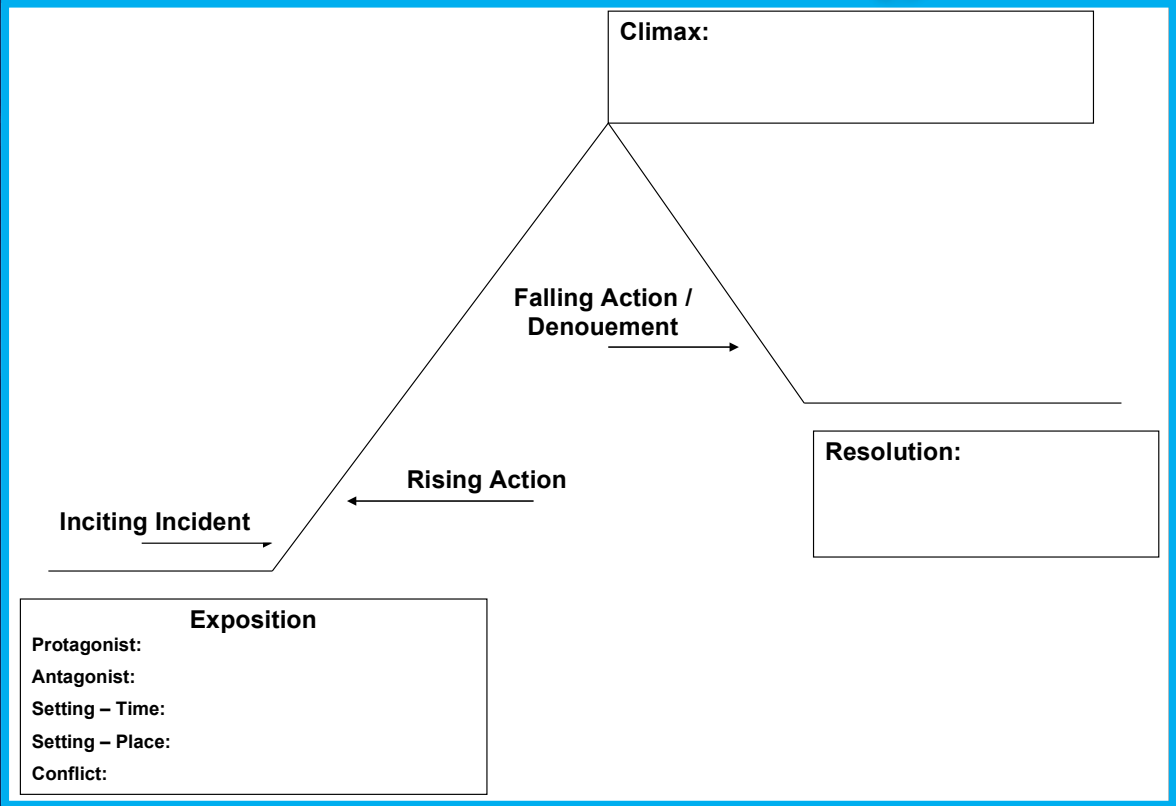 Climax:
Falling Action /
Denouement
Rising Action
Resolution:
Inciting Incident
Exposition
Protagonist:
Antagonist:
Setting – Time:
Setting – Place:
Conflict: